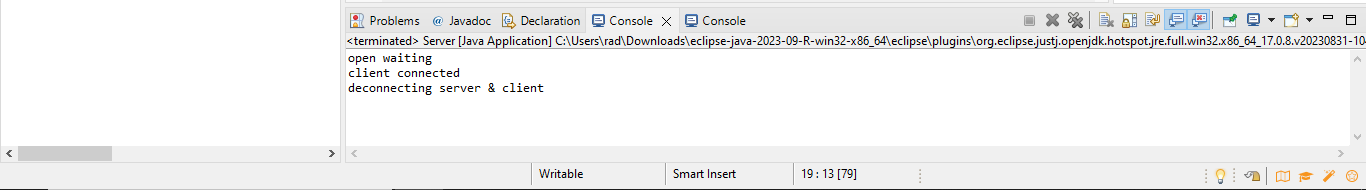 Problems @ Javadoc Declaration Console Console
<terminated> Server [Java Application] C:\Users\rad\Downloads\eclipse-java-2023-09-R-win32-x86_64\eclipse\plugins\org.eclipse.justj.openjdk.hotspot.jre.full.win32.x86_64_17.0.8.v20230831-104
open waiting
client connected
deconnecting server & client
Writable Smart Insert 19 : 13 [79]